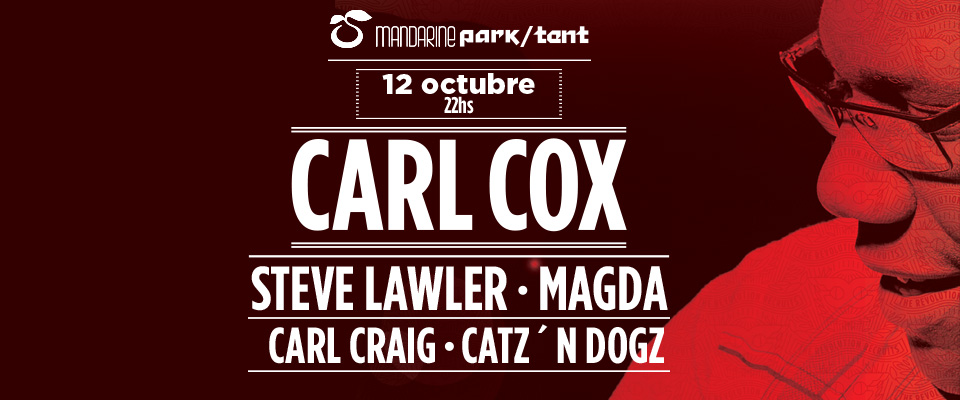 MANDARINE park/tent
12 octubre
22hs
CARL COX
STEVE LAWLER · MAGDA
CARL CRAIG · CATZ ´ N DOGZ